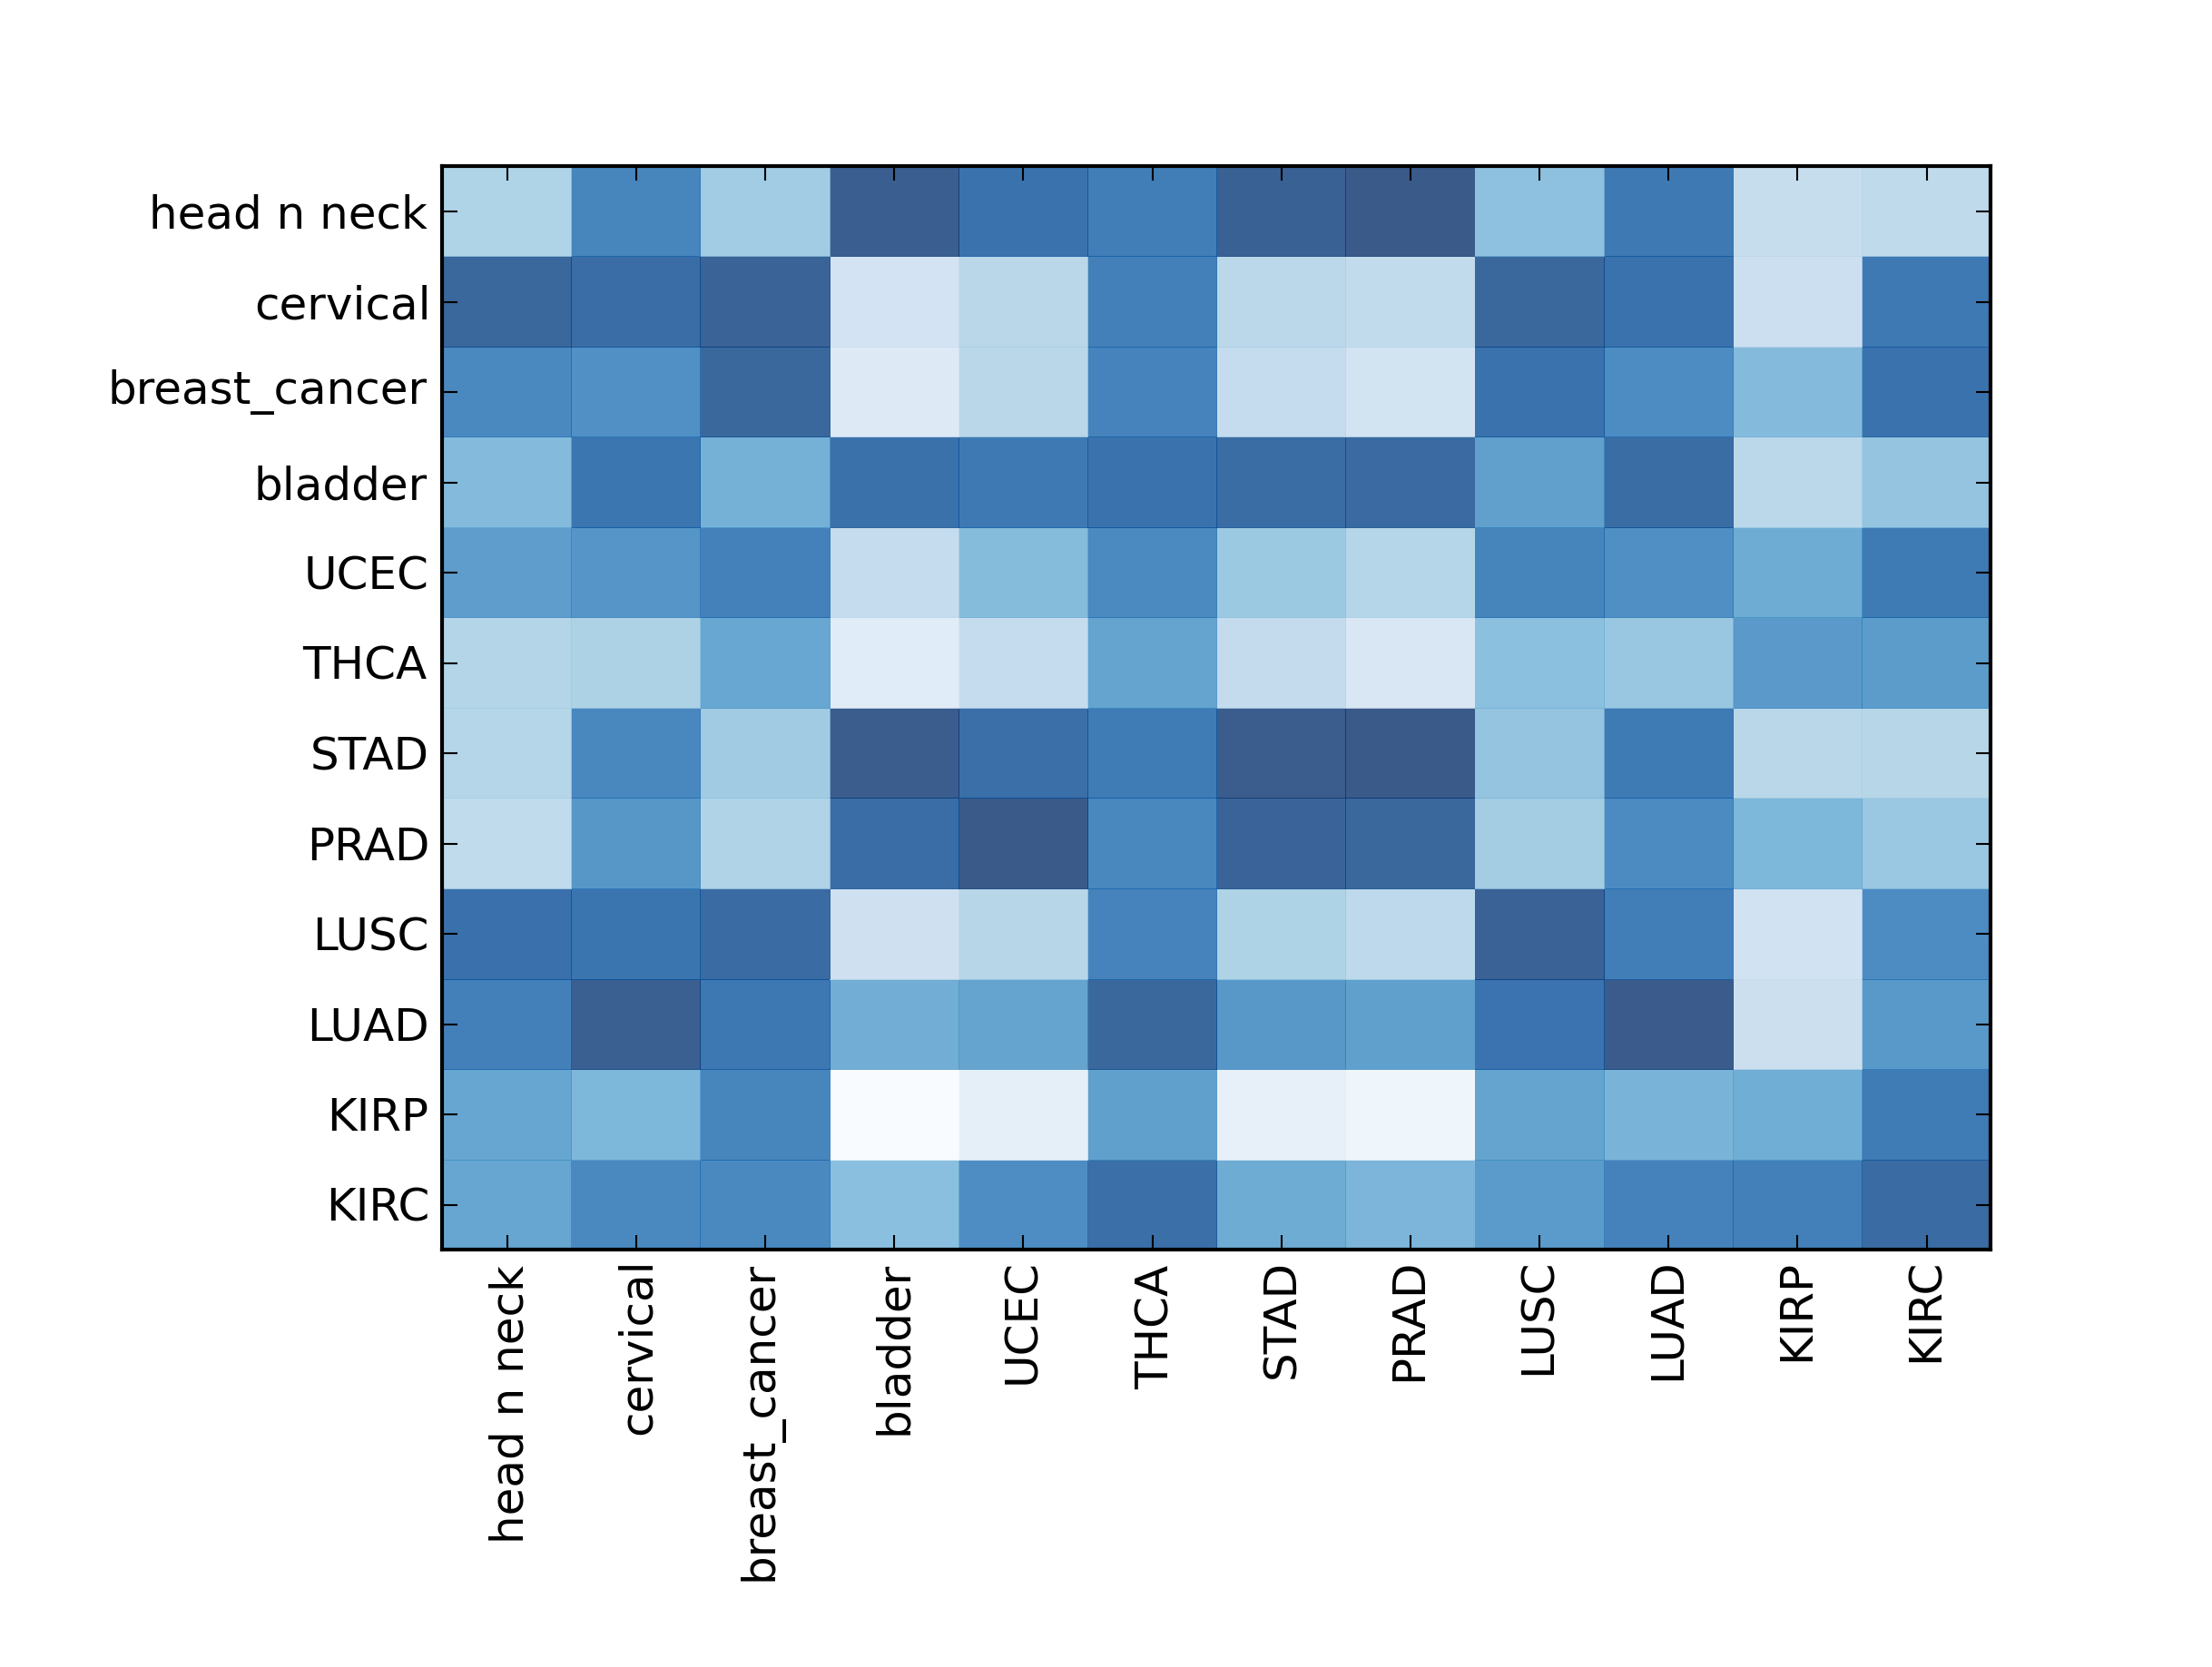 head n neck
cervical
breast_cancer
bladder
UCEC
THCA
STAD
PRAD
LUSC
LUAD
KIRP
KIRC
head n neck
cervical
breast_cancer
bladder
UCEC
THCA
STAD
PRAD
LUSC
LUAD
KIRP
KIRC